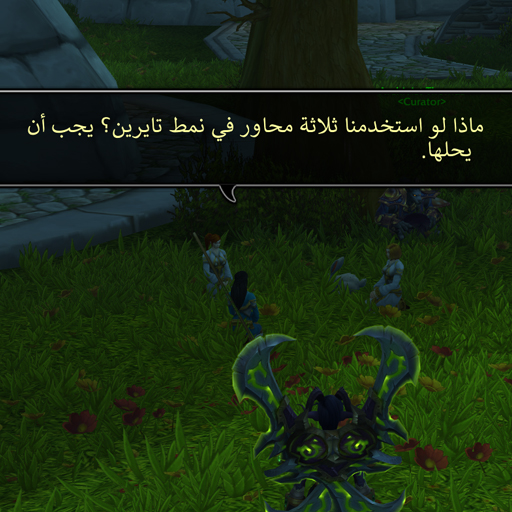 <Curator>
ماذا لو استخدمنا ثلاثة محاور في نمط تايرين؟ يجب أن
يحلها.